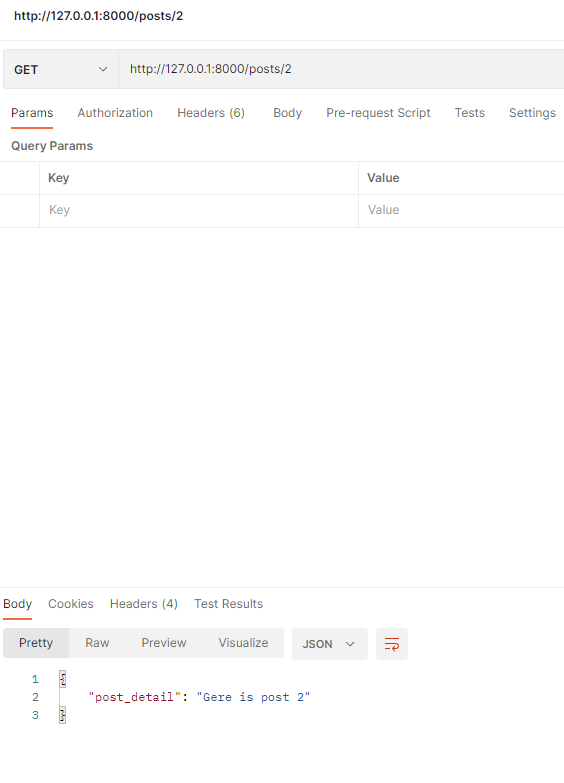 http://127.0.0.1:8000/posts/2
GET http://127.0.0.1:8000/posts/2
Params Authorization Headers (6) Body Pre-request Script Tests Settings
Query Params
Key Value
Key Value
Body Cookies Headers (4) Test Results
Pretty Raw Preview Visualize JSON
1 {
2 "post_detail": "Gere is post 2"
3 }